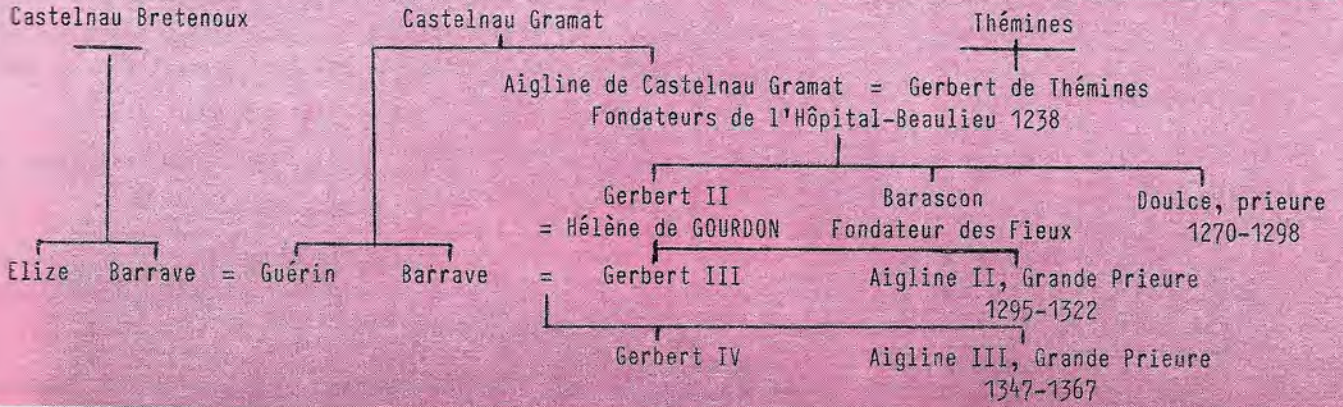 Castelnau Bretenoux Castelnau Gramat Thémines
Aigline de Castelnau Gramat = Gerbert de Thémines
Fondateurs de l'Hôpital-Beaulieu 1238
Gerbert II Barascon Doulce, prieure
= Hélène de GOURDON Fondateur des Fieux 1270-1298
Elize Barrave = Guérin Barrave = Gerbert III Aigline II, Grande Prieure
1295-1322
Gerbert IV Aigline III, Grande Prieure
1347-1367